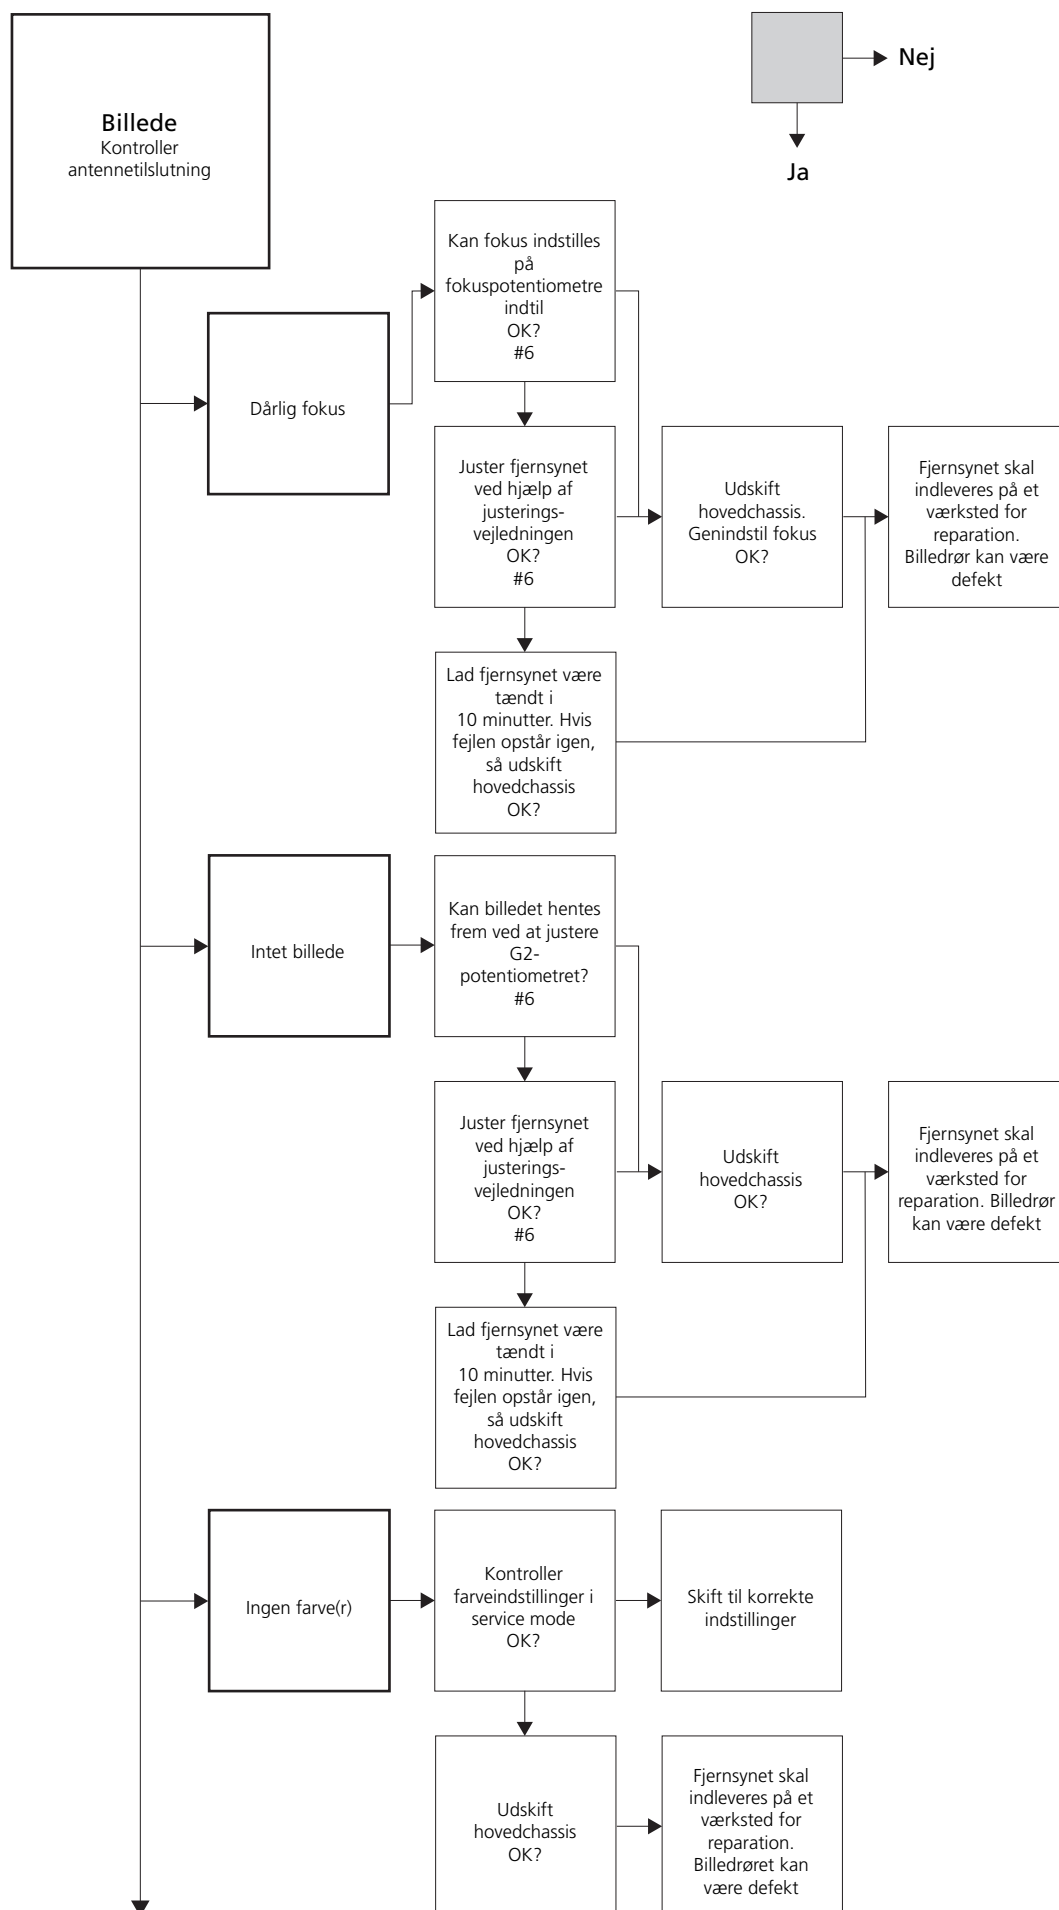 Billede
Kontroller
antennetilslutning
Nej
Ja
Dårlig fokus
Kan fokus indstilles
på
fokuspotentiometre
indtil
OK?
#6
Juster fjernsynet
ved hjælp af
justerings-
vejledningen
OK?
#6
Udskift
hovedchassis.
Genindstil fokus
OK?
Fjernsynet skal
indleveres på et
værksted for
reparation.
Billedrør kan være
defekt
Lad fjernsynet være
tændt i
10 minutter. Hvis
fejlen opstår igen,
så udskift
hovedchassis
OK?
Intet billede
Kan billedet hentes
frem ved at justere
G2-
potentiometret?
#6
Juster fjernsynet
ved hjælp af
justerings-
vejledningen
OK?
#6
Udskift
hovedchassis
OK?
Fjernsynet skal
indleveres på et
værksted for
reparation. Billedrør
kan være defekt
Lad fjernsynet være
tændt i
10 minutter. Hvis
fejlen opstår igen,
så udskift
hovedchassis
OK?
Ingen farve(r)
Kontroller
farveindstillinger i
service mode
OK?
Skift til korrekte
indstillinger
Udskift
hovedchassis
OK?
Fjernsynet skal
indleveres på et
værksted for
reparation.
Billedrøret kan
være defekt